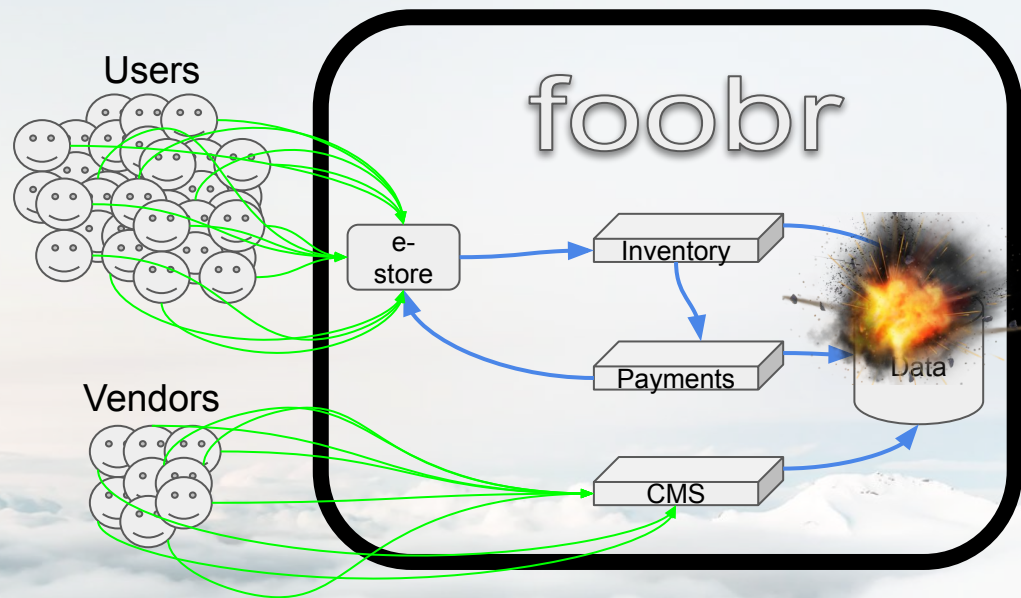 Users
foobr
e-
store
Inventory
Payments
Data
Vendors
CMS